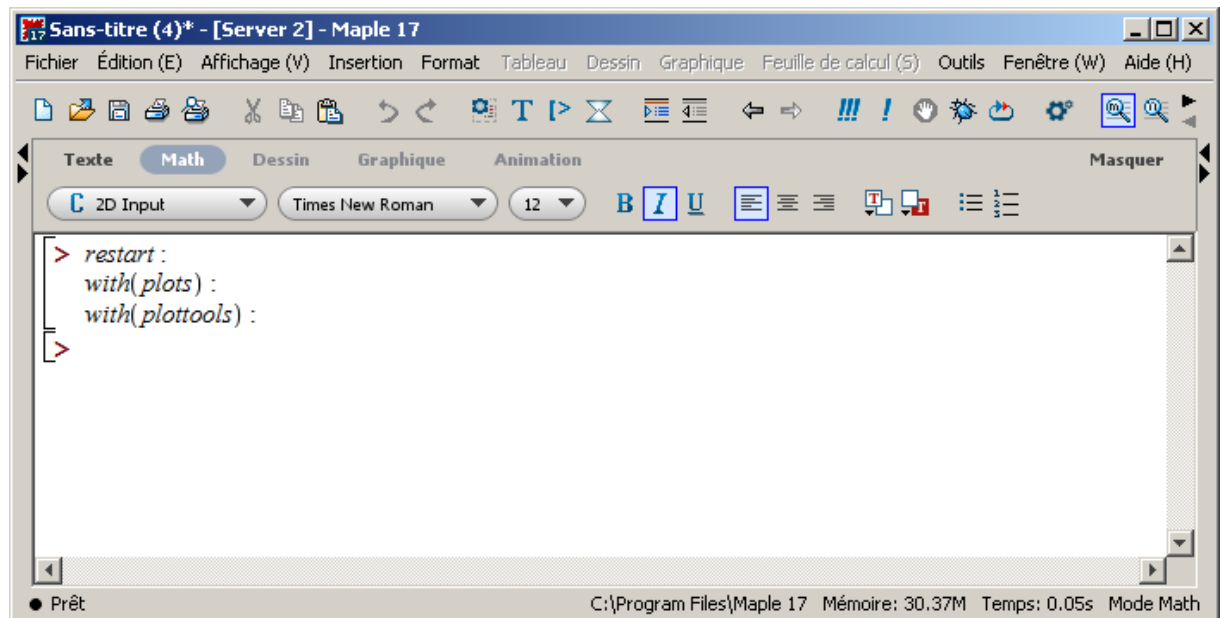 Sans-titre (4)* - [Server 2] - Maple 17
Fichier Édition (E) Affichage (V) Insertion Format Tableau Dessin Graphique Feuille de calcul (S) Outils Fenêtre (W) Aide (H)
Texte Math Dessin Graphique Animation Masquer
C 2D Input Times New Roman 12 B I U
> restart :
with(plots) :
with(plottools) :
>
Prêt C:\Program Files\Maple 17 Mémoire: 30.37M Temps: 0.05s Mode Math